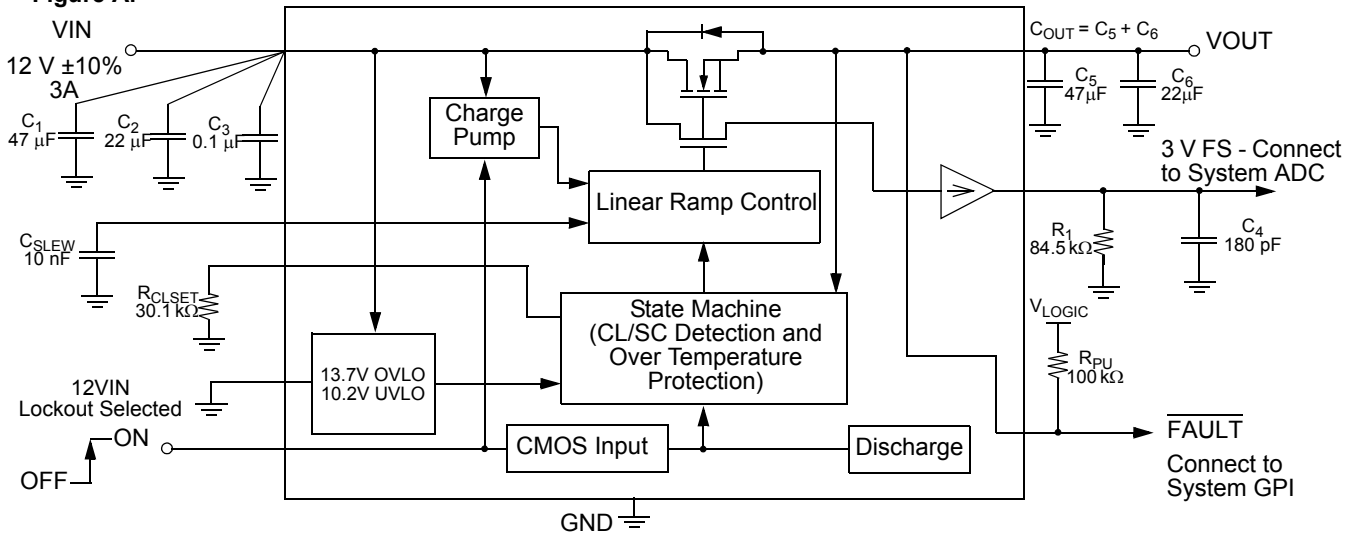 Figure A.
VIN
12 V ±10%
3A
C1
47 μF
C2
22 μF
C3
0.1 μF
Charge
Pump
COUT = C5 + C6
VOUT
C5
47μF
C6
22μF
3 V FS - Connect
to System ADC
Linear Ramp Control
CSLEW
10 nF
R1
84.5 kΩ
C4
180 pF
RCLSET
30.1 kΩ
State Machine
(CL/SC Detection and
Over Temperature
Protection)
VLOGIC
RPU
100 kΩ
13.7V OVLO
10.2V UVLO
12VIN
Lockout Selected
ON
OFF
CMOS Input
Discharge
FAULT
Connect to
System GPI
GND